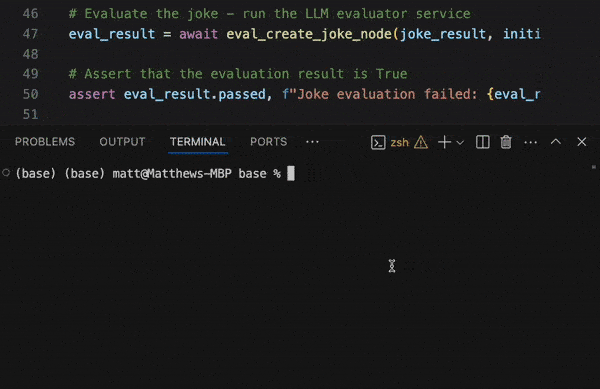 46 # Evaluate the joke – run the LLM evaluator service
47 eval_result = await eval_create_joke_node(joke_result, initi
48
49 # Assert that the evaluation result is True
50 assert eval_result.passed, f"Joke evaluation failed: {eval_r
51
PROBLEMS OUTPUT TERMINAL PORTS ··· zsh
(base) (base) matt@Matthews-MBP base %